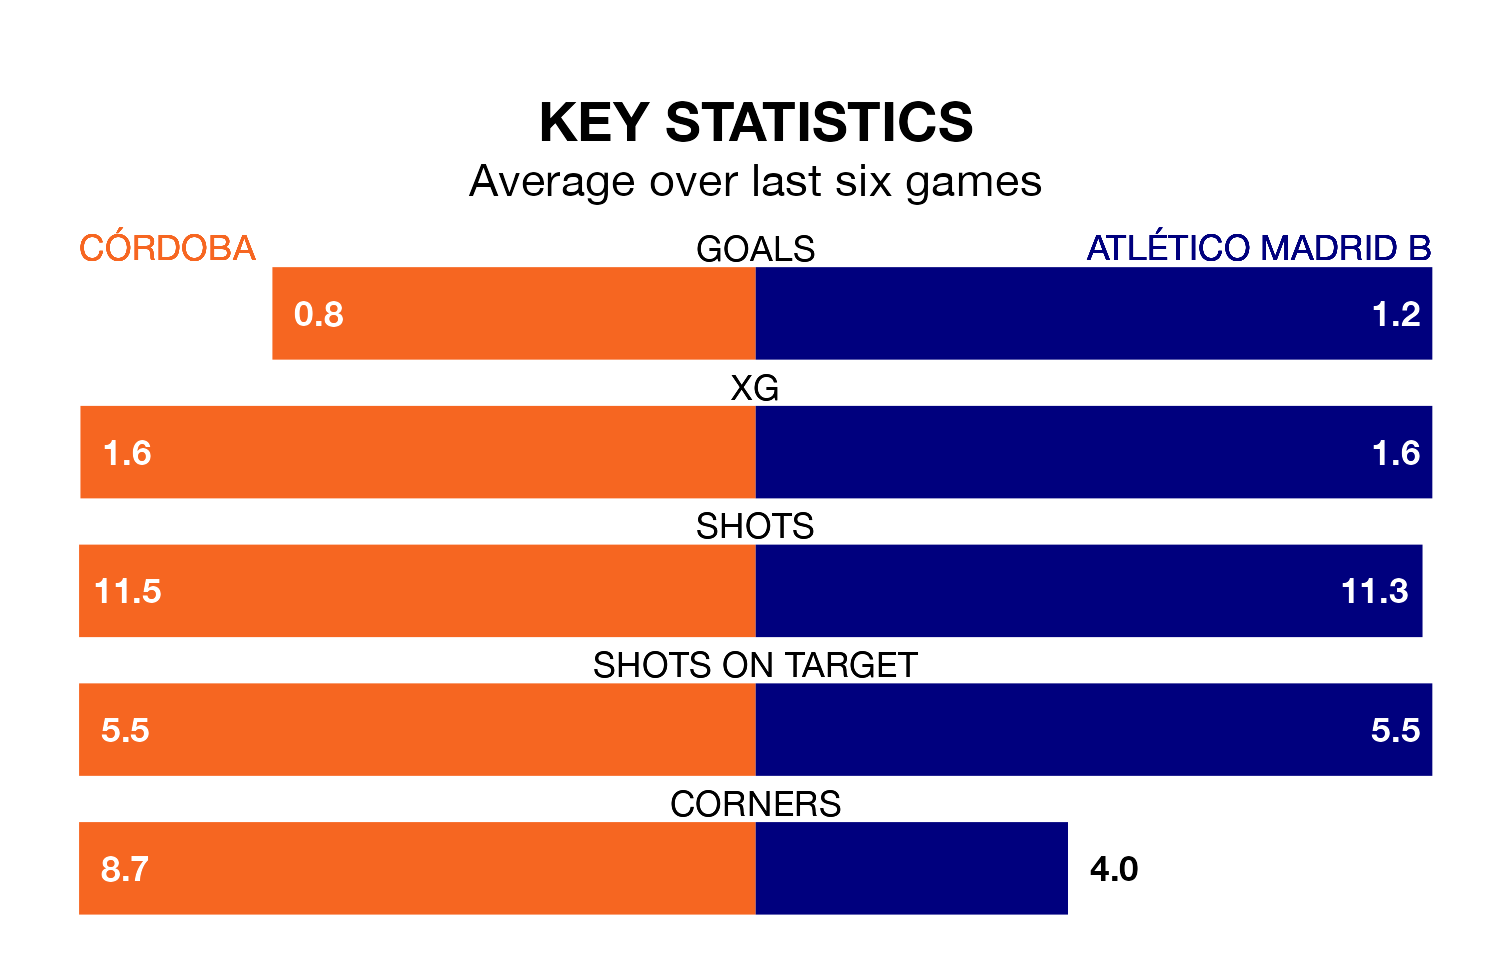 KEY STATISTICS
Average over last six games
CÓRDOBA GOALS ATLÉTICO MADRID B
0.8 1.2
XG
1.6 1.6
SHOTS
11.5 11.3
SHOTS ON TARGET
5.5 5.5
CORNERS
8.7 4.0